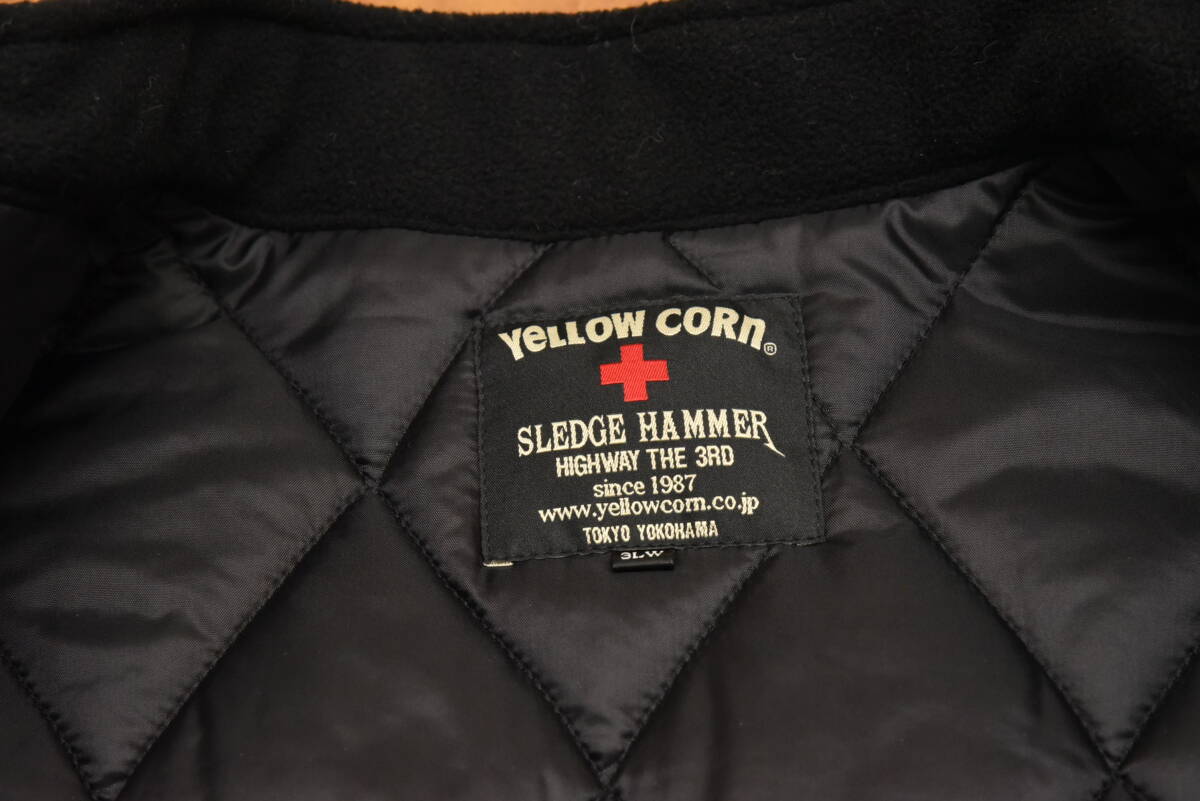 YeLLOW CORn®
SLEDGE HAMMER
HIGHWAY THE 3RD
since 1987
www.yellowcorn.co.jp
TOKYO YOKOHAMA
3LW